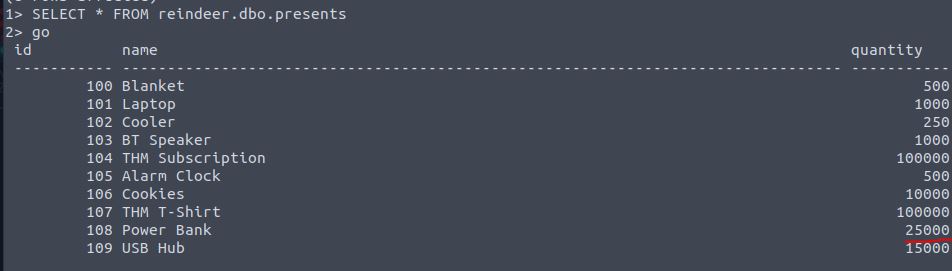 1> SELECT * FROM reindeer.dbo.presents
2> go
id name quantity
----------- -------------------------------------------------------------------------------- -----------
100 Blanket 500
101 Laptop 1000
102 Cooler 250
103 BT Speaker 1000
104 THM Subscription 100000
105 Alarm Clock 500
106 Cookies 10000
107 THM T-Shirt 100000
108 Power Bank 25000
109 USB Hub 15000